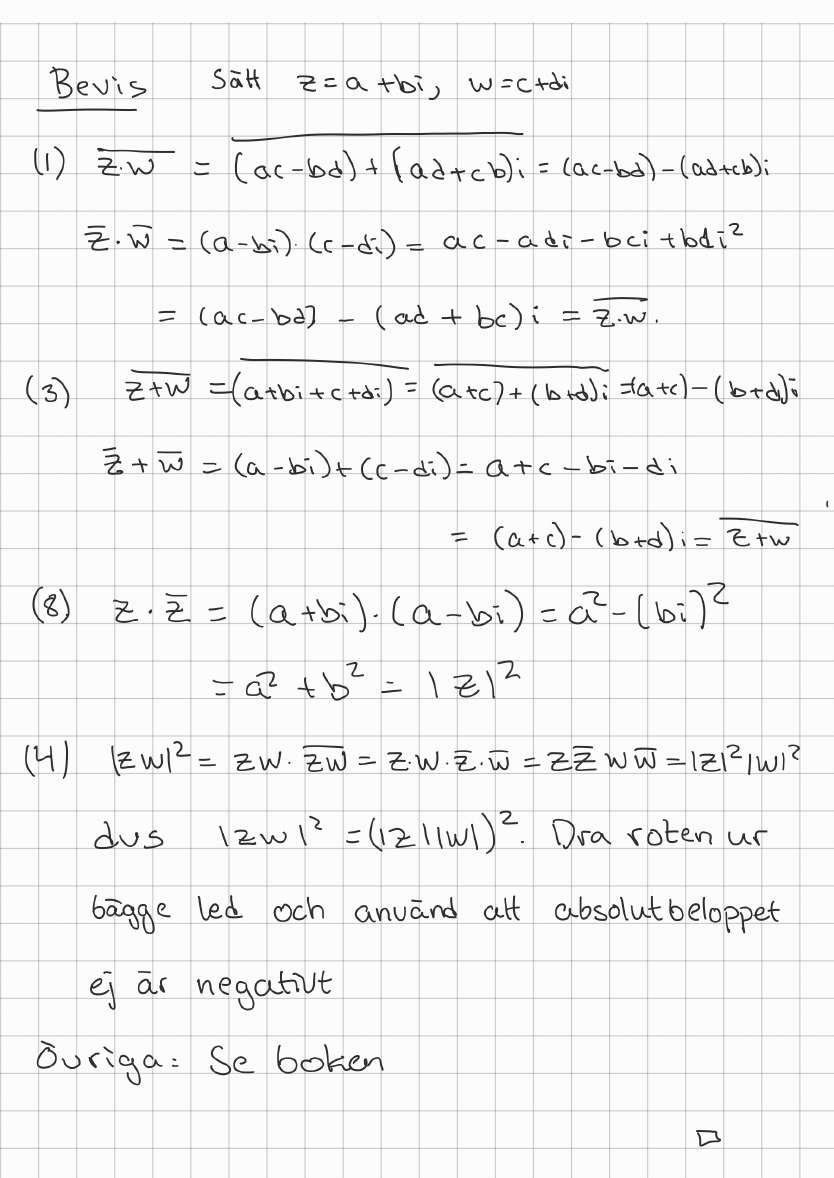 Bevis Sätt z = a + bi, w = c + di
(1) \overline{z·w} = \overline{(ac-bd) + (ad+cb)i} = (ac-bd) - (ad+cb)i
\overline{z}·\overline{w} = (a-bi)·(c-di) = ac - adi - bci + bdi²
= (ac-bd) - (ad + bc)i = \overline{z·w}.
(3) \overline{z+w} = \overline{(a+bi+c+di)} = \overline{(a+c)+(b+d)i} = (a+c)-(b+d)i
\overline{z} + \overline{w} = (a-bi)+(c-di) = a+c-bi-di
= (a+c)-(b+d)i = \overline{z+w}
(8) z·\overline{z} = (a+bi)·(a-bi) = a²-(bi)²
= a² + b² = |z|²
(4) |zw|² = zw·\overline{zw} = z·w·\overline{z}·\overline{w} = z\overline{z}w\overline{w} = |z|²|w|²
dvs |zw|² = (|z||w|)². Dra roten ur
bägge led och använd att absolutbeloppet
ej är negativt
Övriga: Se boken
□